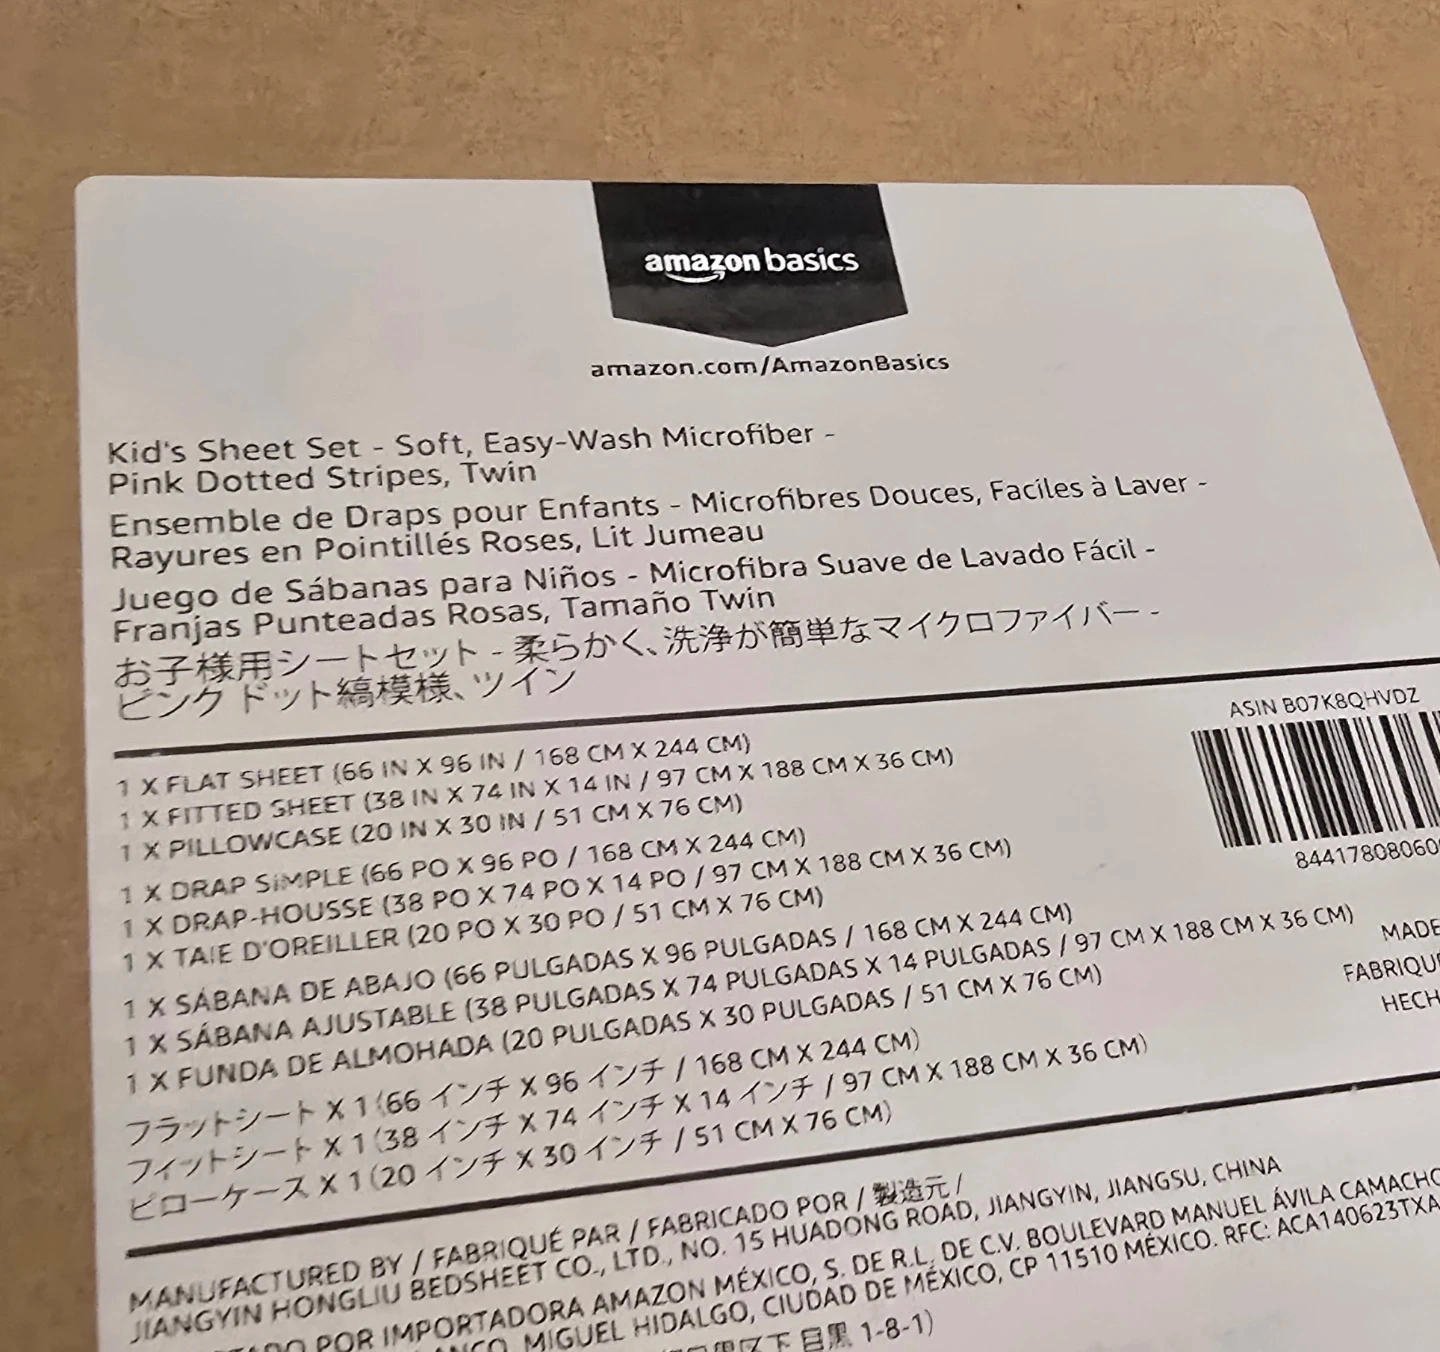 amazon basics
amazon.com/AmazonBasics
Kid's Sheet Set - Soft, Easy-Wash Microfiber -
Pink Dotted Stripes, Twin
Ensemble de Draps pour Enfants - Microfibres Douces, Faciles à Laver -
Rayures en Pointillés Roses, Lit Jumeau
Juego de Sábanas para Niños - Microfibra Suave de Lavado Fácil -
Franjas Punteadas Rosas, Tamaño Twin
お子様用シートセット - 柔らかく、洗浄が簡単なマイクロファイバー -
ピンク ドット縞模様、ツイン
ASIN B07K8QHVDZ
84417808060
1 X FLAT SHEET (66 IN X 96 IN / 168 CM X 244 CM)
1 X FITTED SHEET (38 IN X 74 IN X 14 IN / 97 CM X 188 CM X 36 CM)
1 X PILLOWCASE (20 IN X 30 IN / 51 CM X 76 CM)
1 X DRAP SIMPLE (66 PO X 96 PO / 168 CM X 244 CM)
1 X DRAP-HOUSSE (38 PO X 74 PO X 14 PO / 97 CM X 188 CM X 36 CM)
1 X TAIE D'OREILLER (20 PO X 30 PO / 51 CM X 76 CM)
1 X SÁBANA DE ABAJO (66 PULGADAS X 96 PULGADAS / 168 CM X 244 CM)
1 X SÁBANA AJUSTABLE (38 PULGADAS X 74 PULGADAS X 14 PULGADAS / 97 CM X 188 CM X 36 CM)
1 X FUNDA DE ALMOHADA (20 PULGADAS X 30 PULGADAS / 51 CM X 76 CM)
MADE
FABRIQU
HECH
フラットシート X 1 (66 インチ X 96 インチ / 168 CM X 244 CM)
フィットシート X 1 (38 インチ X 74 インチ X 14 インチ / 97 CM X 188 CM X 36 CM)
ピローケース X 1 (20 インチ X 30 インチ / 51 CM X 76 CM)
MANUFACTURED BY / FABRIQUÉ PAR / FABRICADO POR / 製造元 /
JIANGYIN HONGLIU BEDSHEET CO., LTD., NO. 15 HUADONG ROAD, JIANGYIN, JIANGSU, CHINA
POR IMPORTADORA AMAZON MÉXICO, S. DE R.L. DE C.V. BOULEVARD MANUEL ÁVILA CAMACHO
MIGUEL HIDALGO, CIUDAD DE MÉXICO, CP 11510 MÉXICO. RFC: ACA140623TXA
下目黒 1-8-1)